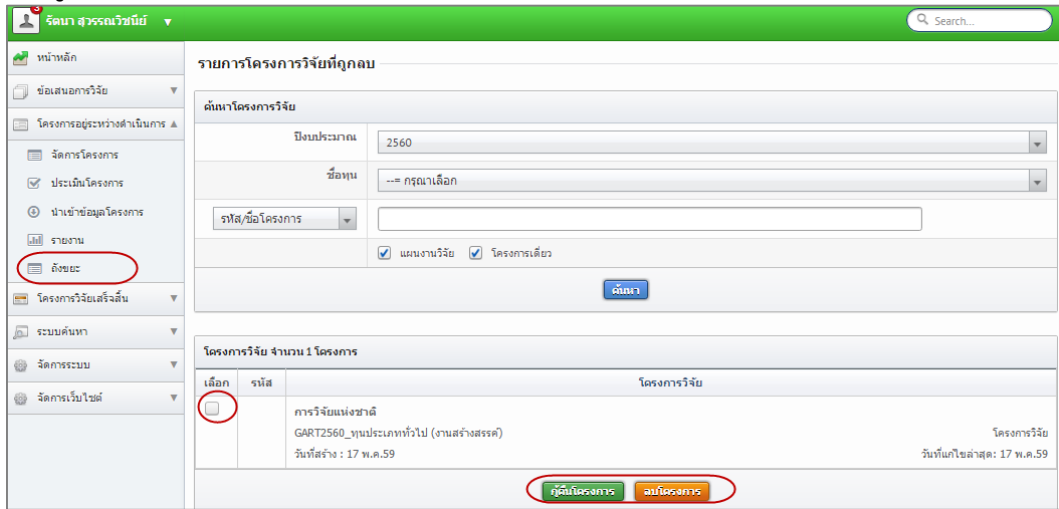 3
รัตนา สุวรรณวิชนีย์
Search...
หน้าหลัก
ข้อเสนอการวิจัย
โครงการอยู่ระหว่างดำเนินการ
จัดการโครงการ
ประเมินโครงการ
นำเข้าข้อมูลโครงการ
รายงาน
ถังขยะ
โครงการวิจัยเสร็จสิ้น
ระบบค้นหา
จัดการระบบ
จัดการเว็บไซต์
รายการโครงการวิจัยที่ถูกลบ
ค้นหาโครงการวิจัย
ปีงบประมาณ 2560
ชื่อทุน --= กรุณาเลือก
รหัส/ชื่อโครงการ
แผนงานวิจัย โครงการเดี่ยว
ค้นหา
โครงการวิจัย จำนวน 1 โครงการ
เลือก รหัส โครงการวิจัย
การวิจัยแห่งชาติ
GART2560_ทุนประเภททั่วไป (งานสร้างสรรค์) โครงการวิจัย
วันที่สร้าง : 17 พ.ค.59 วันที่แก้ไขล่าสุด: 17 พ.ค.59
กู้คืนโครงการ ลบโครงการ